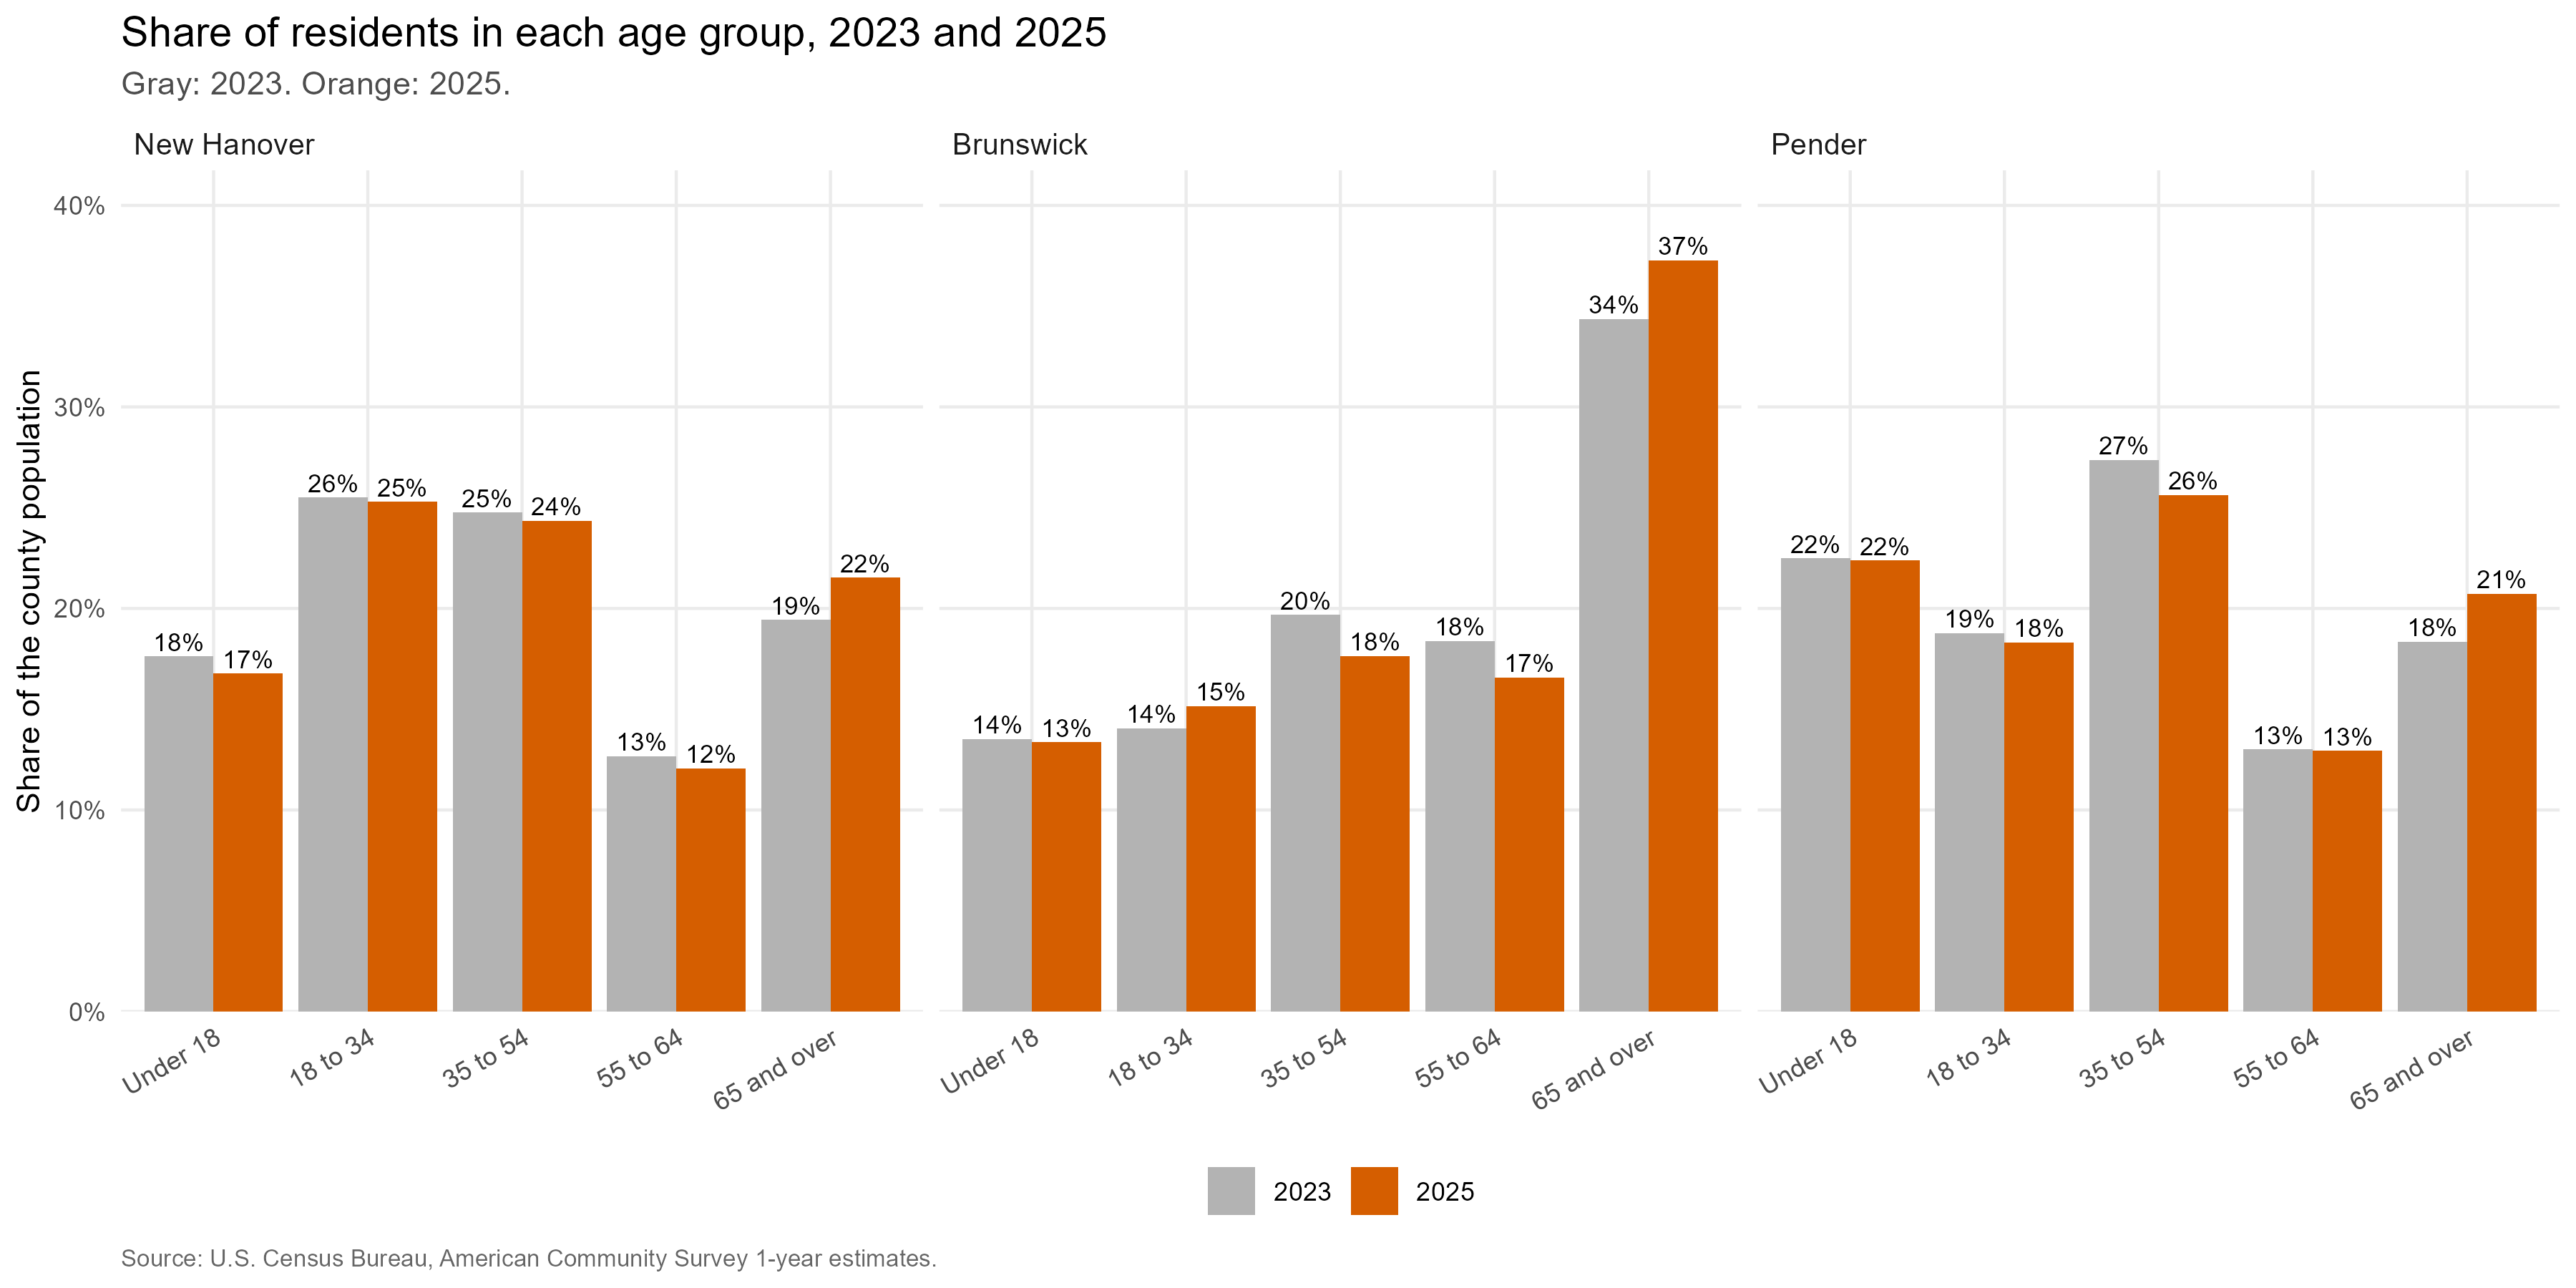 Share of residents in each age group, 2023 and 2025
Gray: 2023. Orange: 2025.
New Hanover
Brunswick
Pender
Share of the county population
40%
30%
20%
10%
0%
18% 17% 26% 25% 25% 24% 13% 12% 19% 22%
14% 13% 14% 15% 20% 18% 18% 17% 34% 37%
22% 22% 19% 18% 27% 26% 13% 13% 18% 21%
Under 18 18 to 34 35 to 54 55 to 64 65 and over
Under 18 18 to 34 35 to 54 55 to 64 65 and over
Under 18 18 to 34 35 to 54 55 to 64 65 and over
2023 2025
Source: U.S. Census Bureau, American Community Survey 1-year estimates.